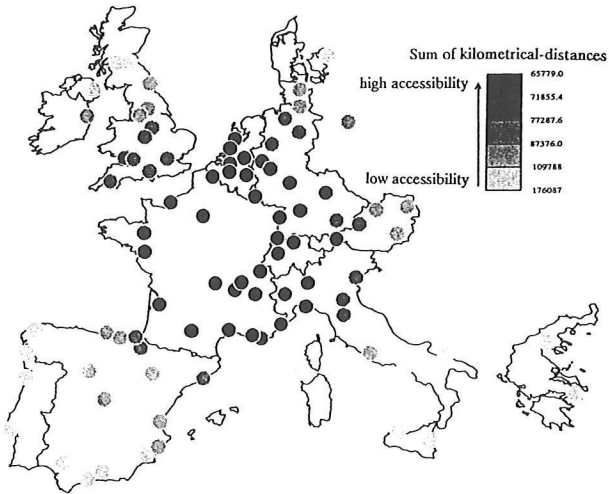 Sum of kilometrical-distances
high accessibility
65779.0
71855.4
77287.6
87376.0
low accessibility
109788
176087